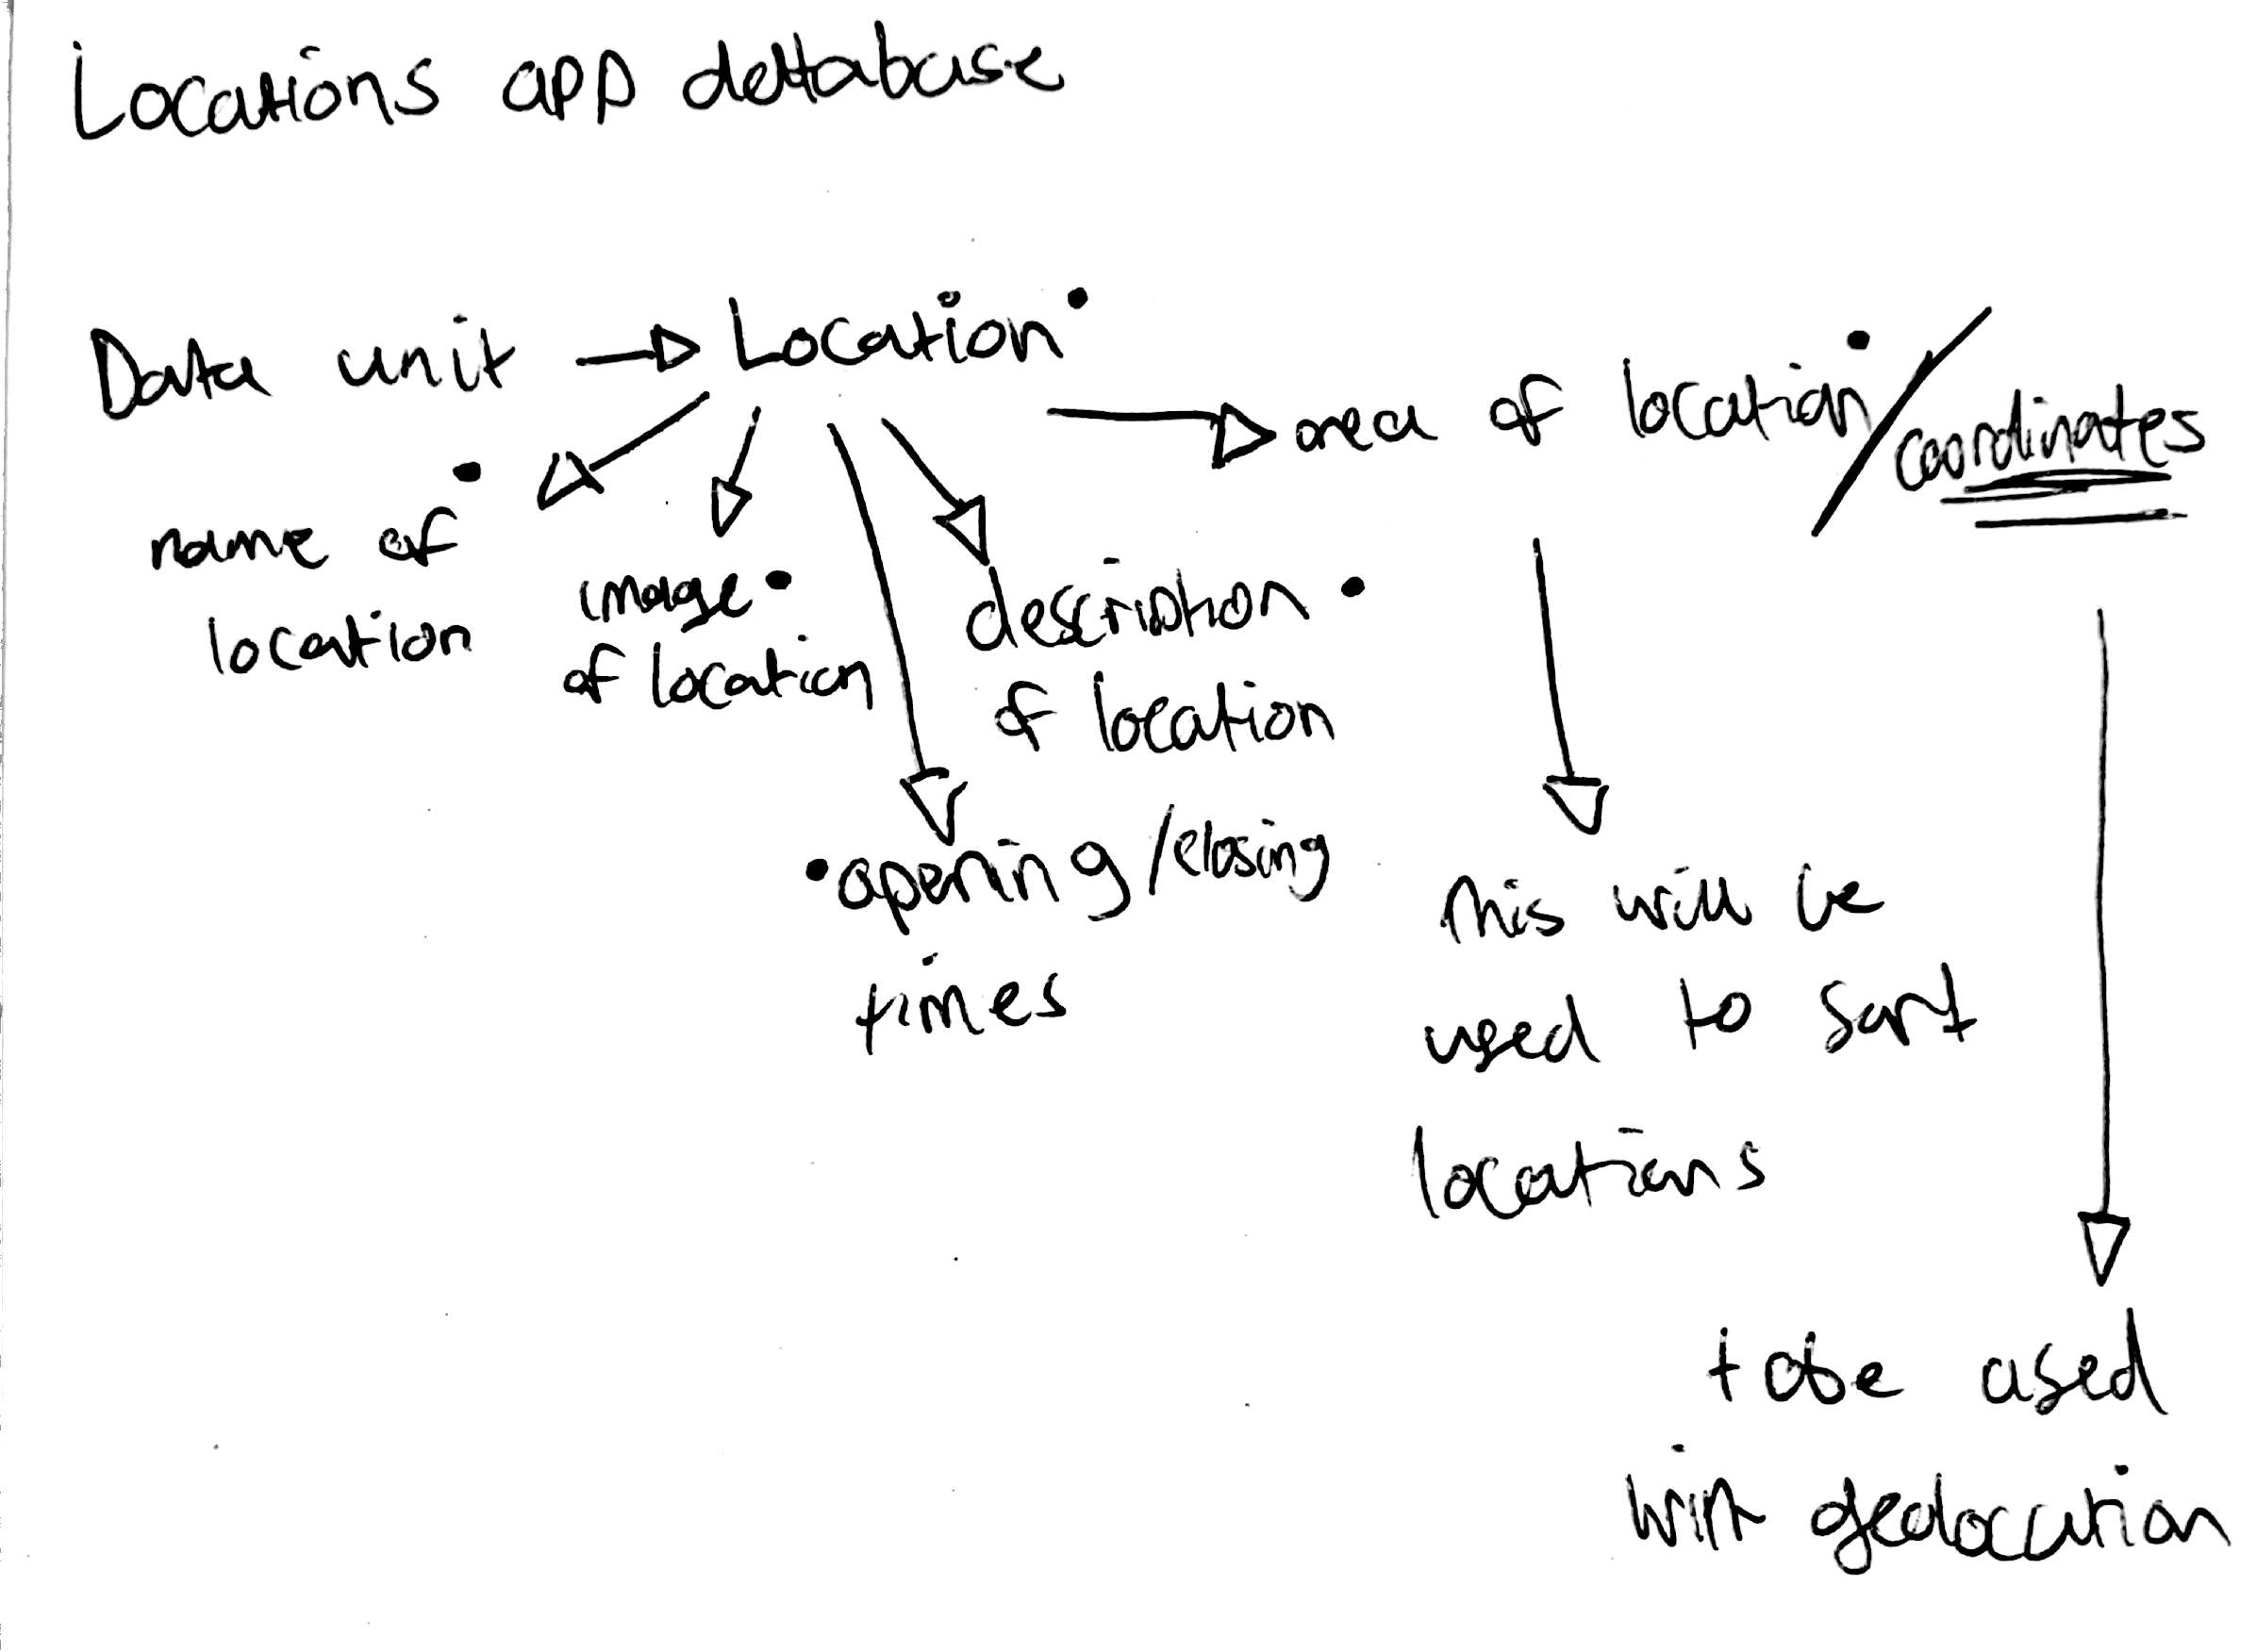 Locations app database
Data unit → Location •
area of location • / coordinates
name of •
location
image •
of location
description •
of location
• opening/closing
times
this will be
used to sort
locations
to be used
with geolocation